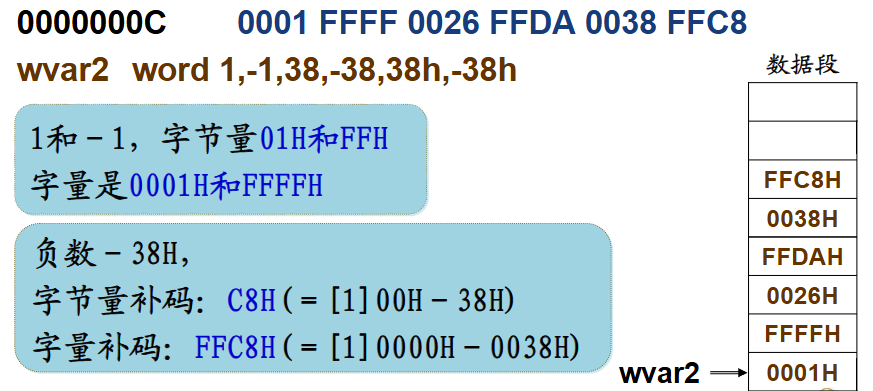 0000000C 0001 FFFF 0026 FFDA 0038 FFC8
wvar2 word 1,-1,38,-38,38h,-38h
数据段
1和-1，字节量01H和FFH
字量是0001H和FFFFH
负数-38H，
字节量补码：C8H(=[1]00H-38H)
字量补码：FFC8H(=[1]0000H-0038H)
FFC8H
0038H
FFDAH
0026H
FFFFH
wvar2 0001H